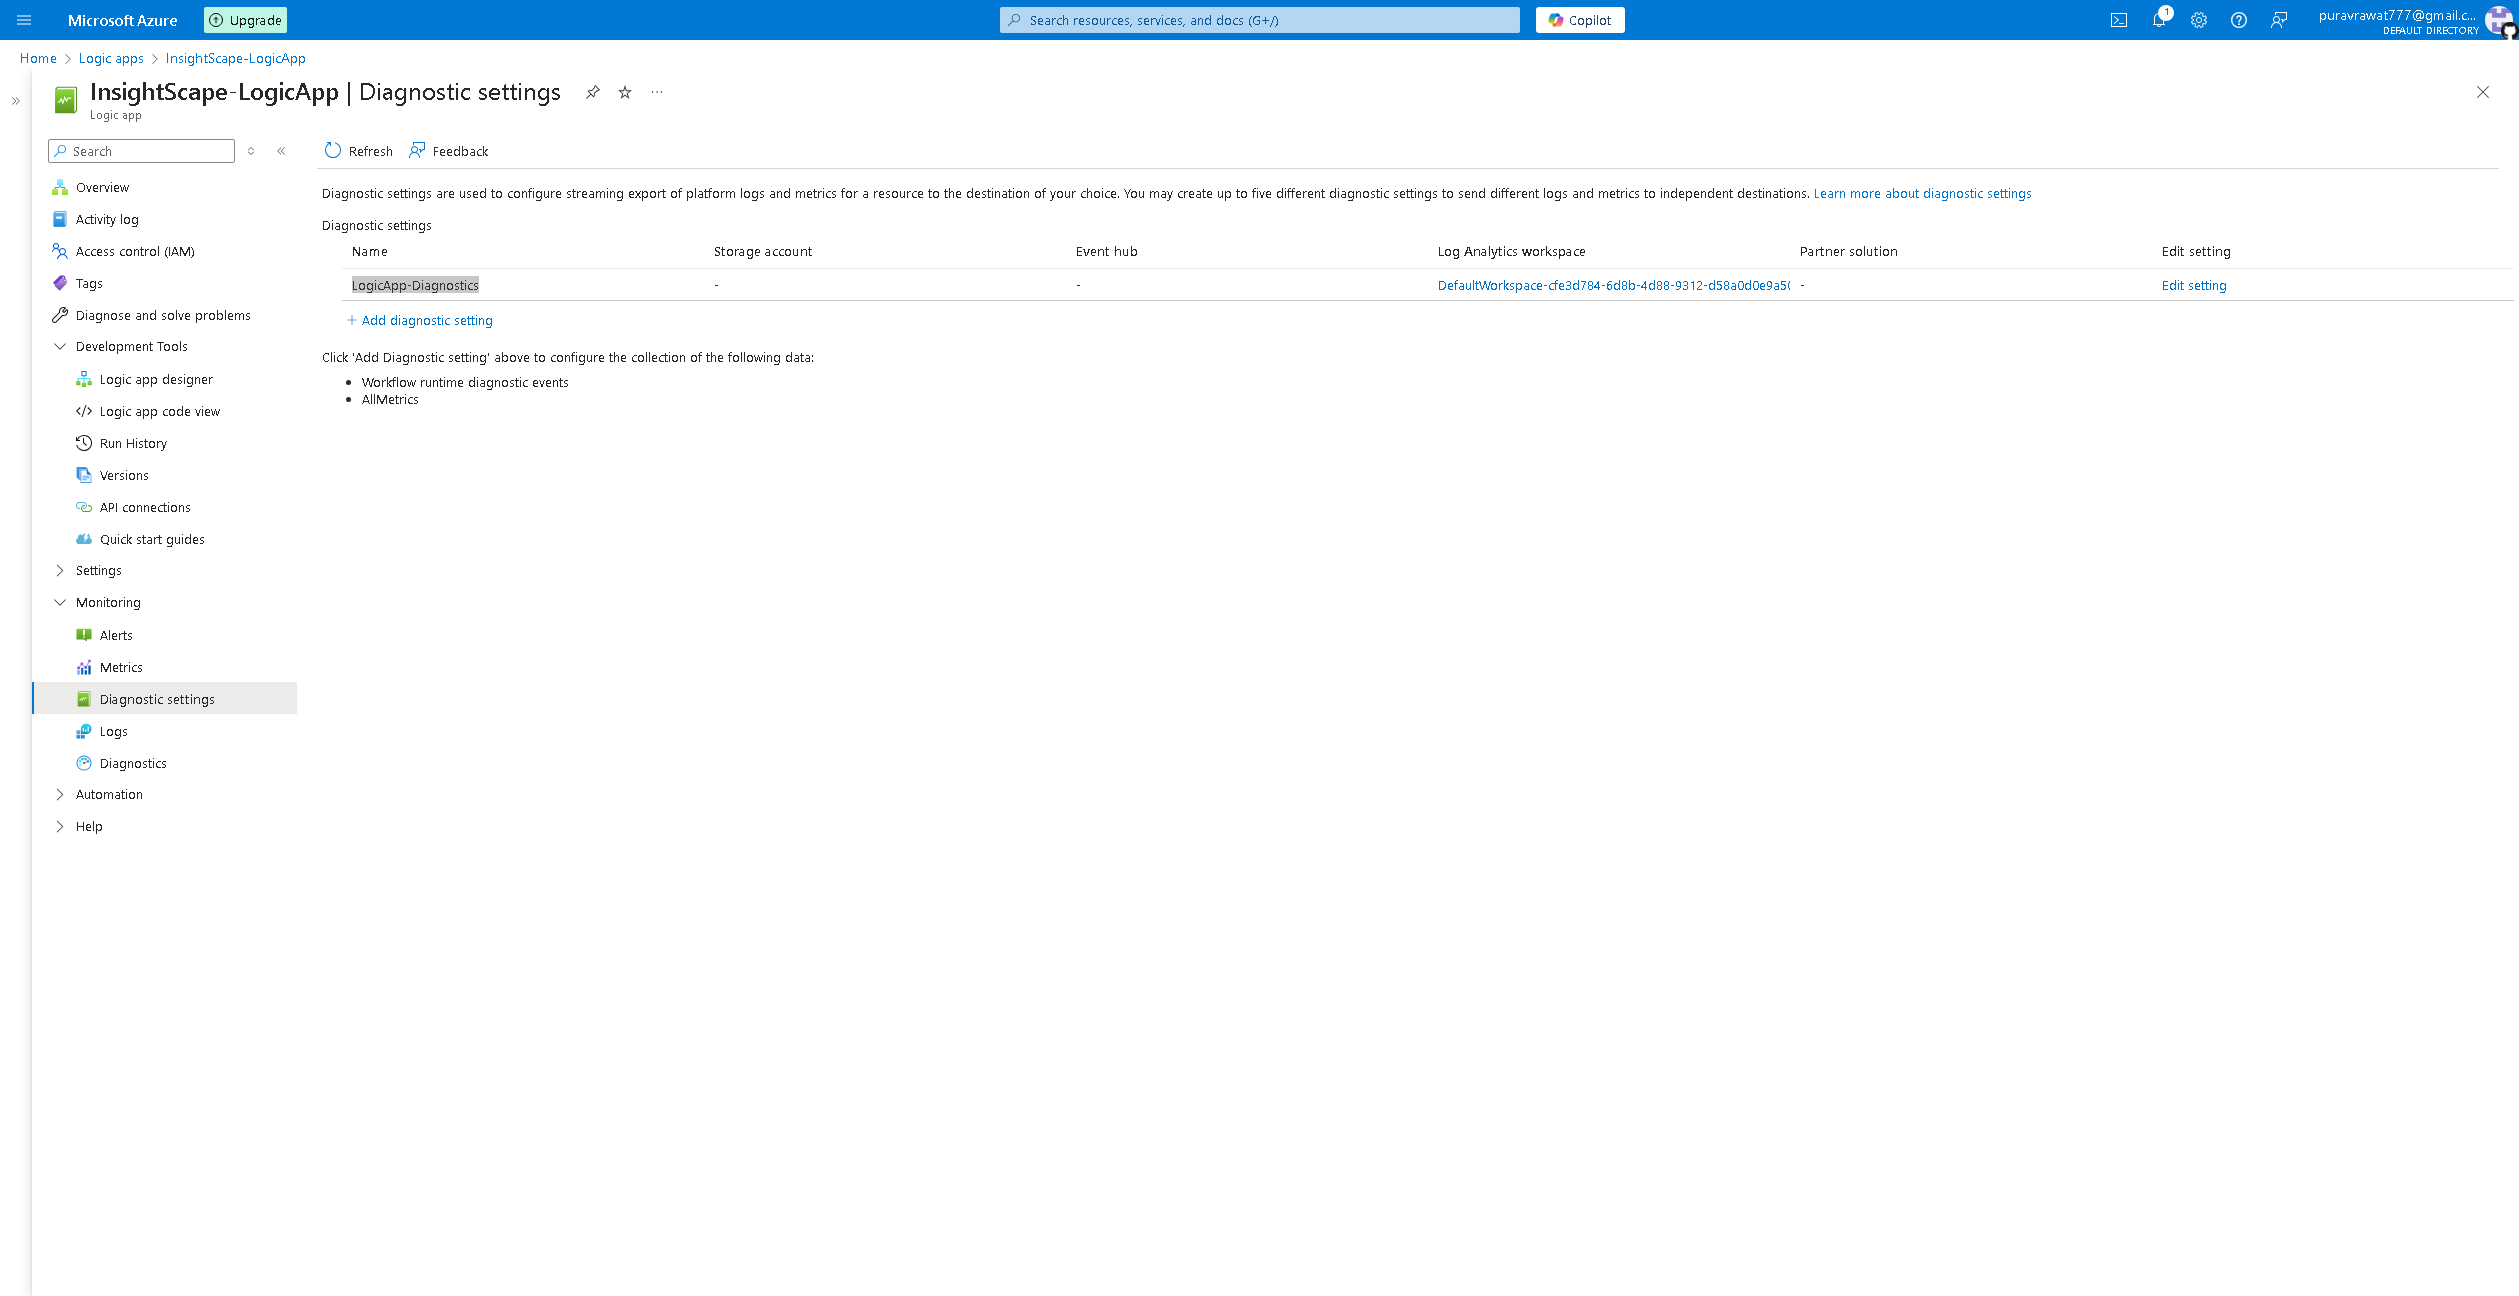 Microsoft Azure
Upgrade
Search resources, services, and docs (G+/)
Copilot
1
puravrawat777@gmail.c...
DEFAULT DIRECTORY
Home > Logic apps > InsightScape-LogicApp
InsightScape-LogicApp | Diagnostic settings
Logic app
Search
Refresh
Feedback
Overview
Activity log
Access control (IAM)
Tags
Diagnose and solve problems
Development Tools
Logic app designer
Logic app code view
Run History
Versions
API connections
Quick start guides
Settings
Monitoring
Alerts
Metrics
Diagnostic settings
Logs
Diagnostics
Automation
Help
Diagnostic settings are used to configure streaming export of platform logs and metrics for a resource to the destination of your choice. You may create up to five different diagnostic settings to send different logs and metrics to independent destinations. Learn more about diagnostic settings
Diagnostic settings
Name Storage account Event hub Log Analytics workspace Partner solution Edit setting
LogicApp-Diagnostics - - DefaultWorkspace-cfe3d784-6d8b-4d88-9312-d58a0d0e9a50 - Edit setting
+ Add diagnostic setting
Click 'Add Diagnostic setting' above to configure the collection of the following data:
• Workflow runtime diagnostic events
• AllMetrics